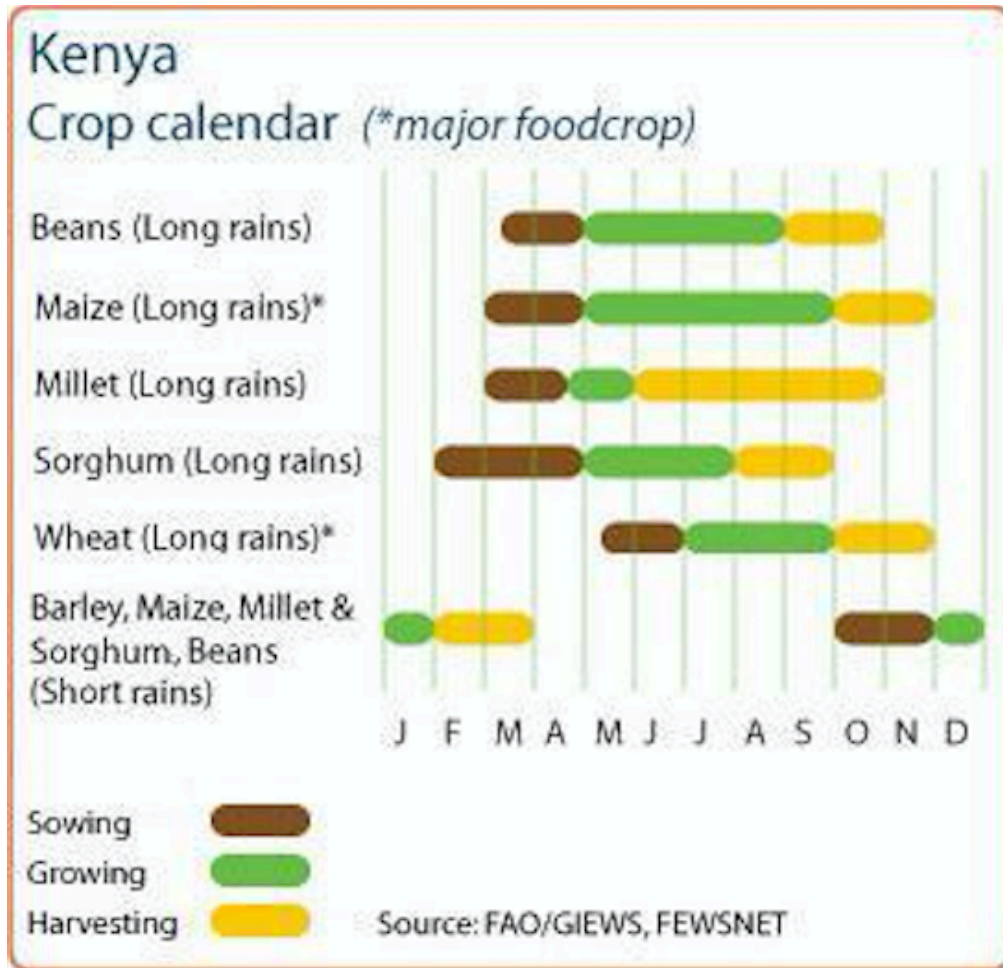 Kenya
Crop calendar (*major foodcrop)
Beans (Long rains)
Maize (Long rains)*
Millet (Long rains)
Sorghum (Long rains)
Wheat (Long rains)*
Barley, Maize, Millet &
Sorghum, Beans
(Short rains)
J F M A M J J A S O N D
Sowing
Growing
Harvesting
Source: FAO/GIEWS, FEWSNET